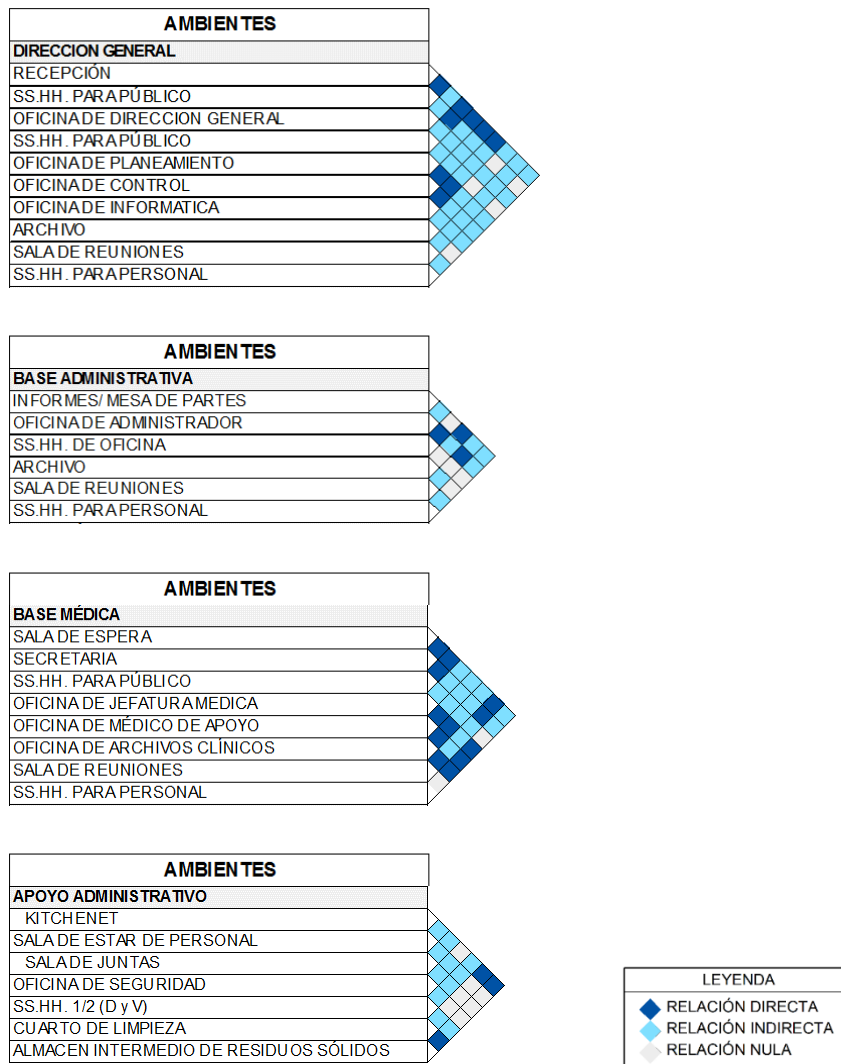 AMBIENTES
DIRECCION GENERAL
RECEPCIÓN
SS.HH. PARA PÚBLICO
OFICINA DE DIRECCION GENERAL
SS.HH. PARA PÚBLICO
OFICINA DE PLANEAMIENTO
OFICINA DE CONTROL
OFICINA DE INFORMATICA
ARCHIVO
SALA DE REUNIONES
SS.HH. PARA PERSONAL
AMBIENTES
BASE ADMINISTRATIVA
INFORMES/ MESA DE PARTES
OFICINA DE ADMINISTRADOR
SS.HH. DE OFICINA
ARCHIVO
SALA DE REUNIONES
SS.HH. PARA PERSONAL
AMBIENTES
BASE MÉDICA
SALA DE ESPERA
SECRETARIA
SS.HH. PARA PÚBLICO
OFICINA DE JEFATURA MEDICA
OFICINA DE MÉDICO DE APOYO
OFICINA DE ARCHIVOS CLÍNICOS
SALA DE REUNIONES
SS.HH. PARA PERSONAL
AMBIENTES
APOYO ADMINISTRATIVO
KITCHENET
SALA DE ESTAR DE PERSONAL
SALA DE JUNTAS
OFICINA DE SEGURIDAD
SS.HH. 1/2 (D y V)
CUARTO DE LIMPIEZA
ALMACEN INTERMEDIO DE RESIDUOS SÓLIDOS
LEYENDA
RELACIÓN DIRECTA
RELACIÓN INDIRECTA
RELACIÓN NULA